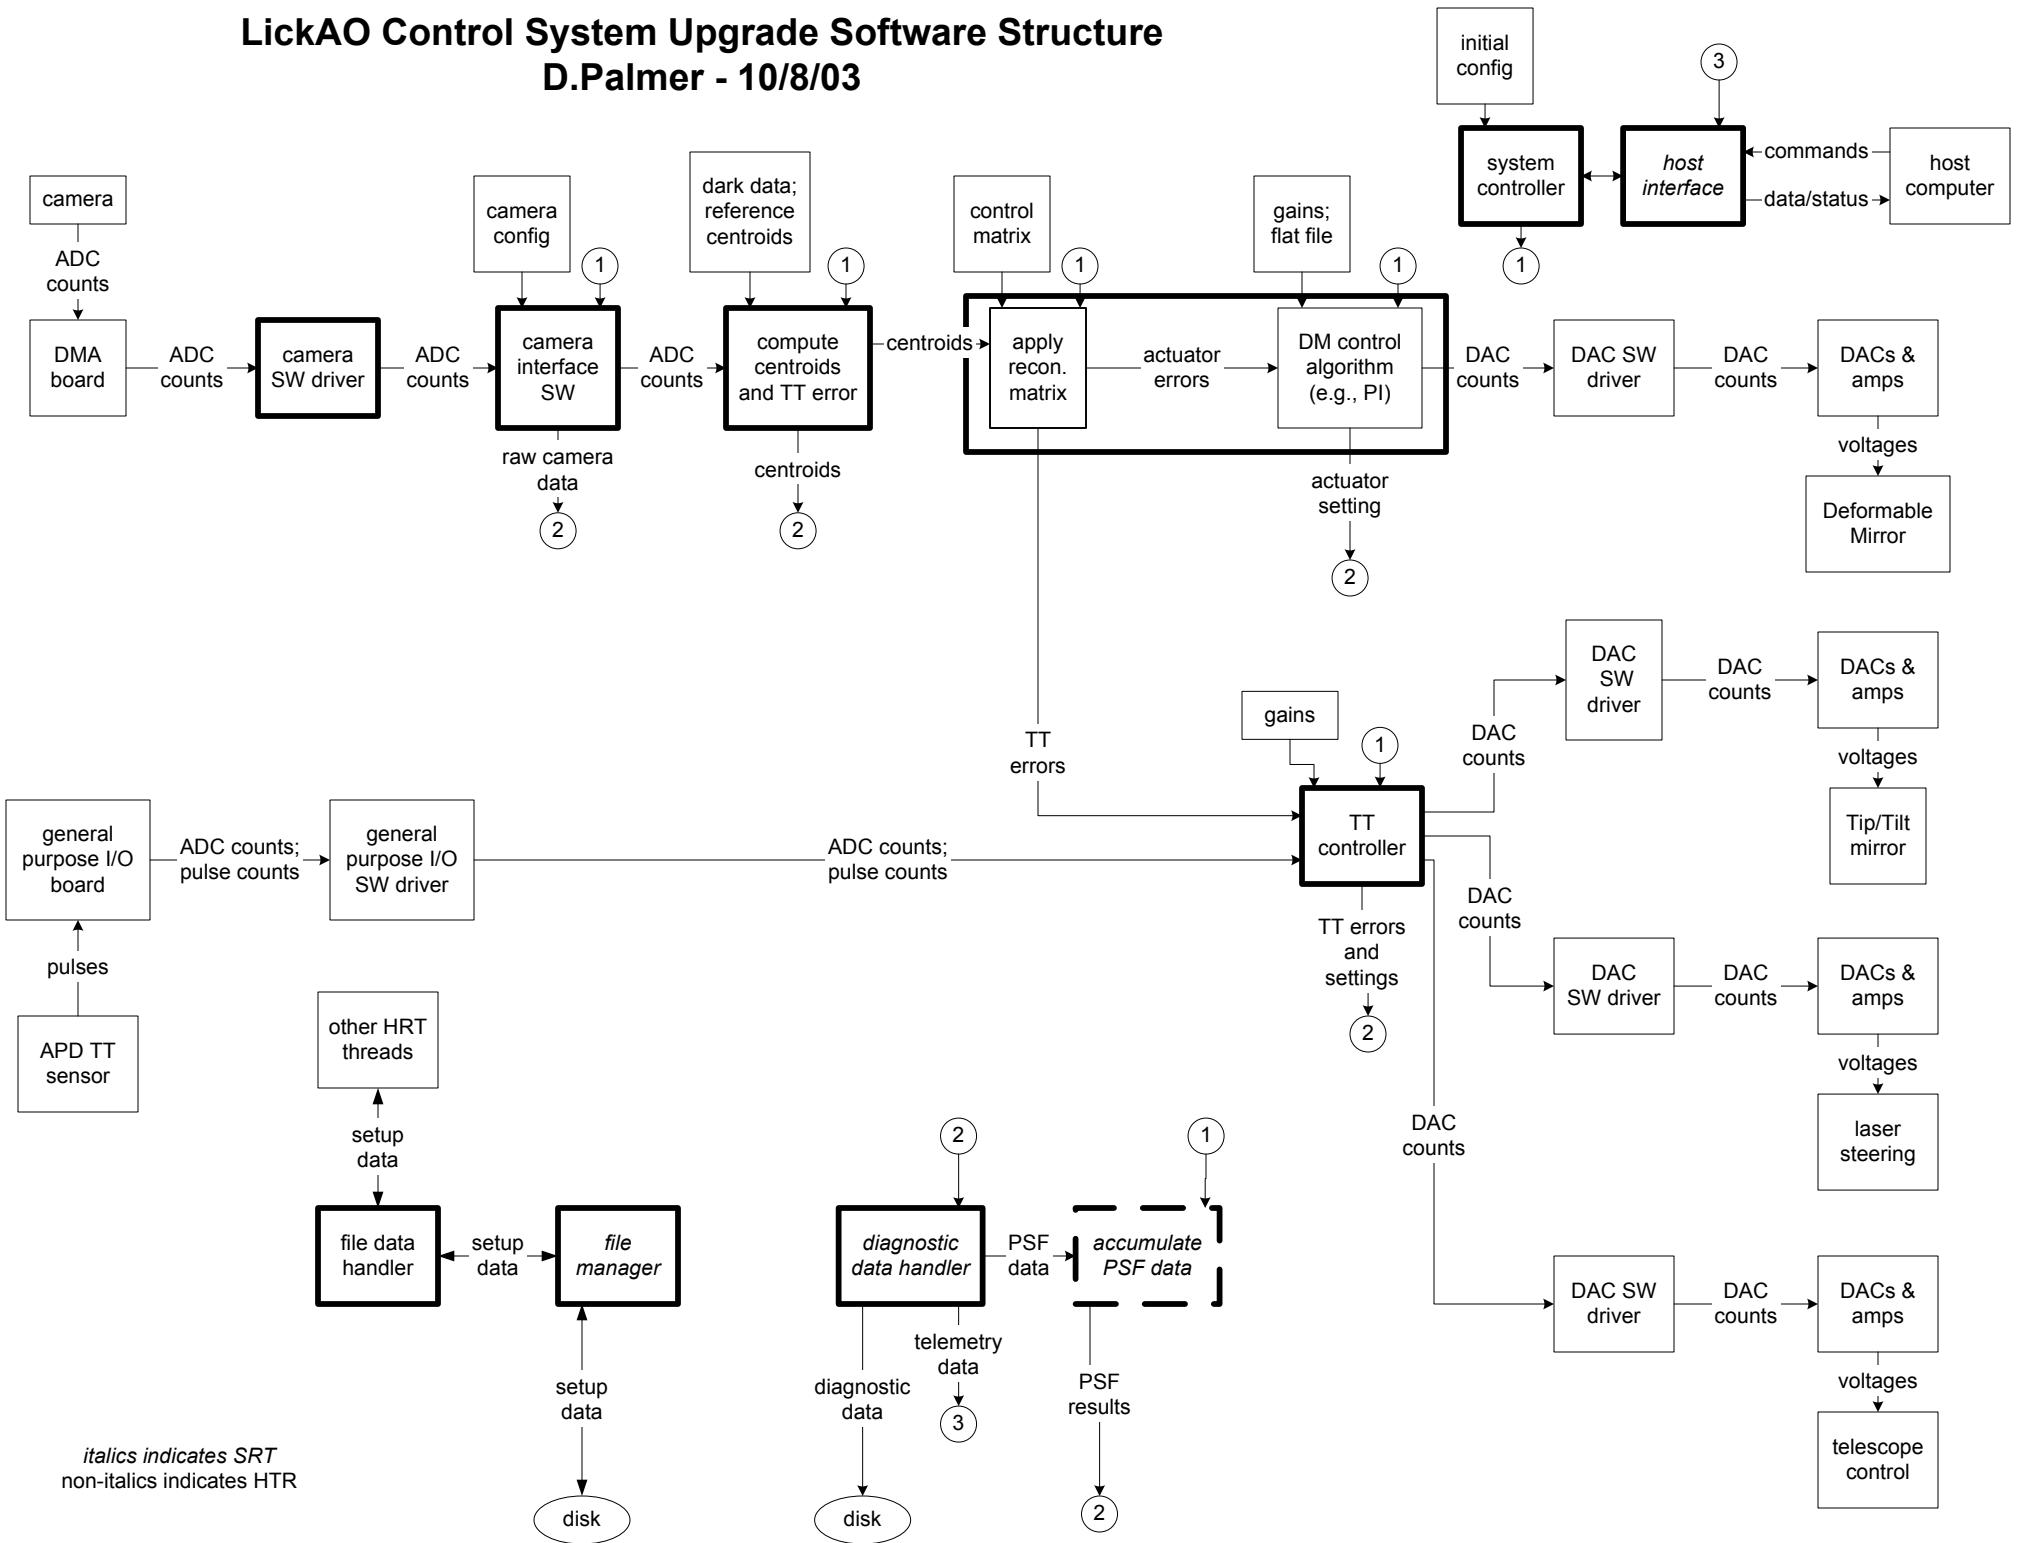 LickAO Control System Upgrade Software Structure
D.Palmer - 10/8/03
initial
config
3
system
controller
host
interface
commands
data/status
host
computer
1
camera
ADC
counts
DMA
board
ADC
counts
camera
SW driver
ADC
counts
camera
config
1
camera
interface
SW
raw camera
data
2
ADC
counts
dark data;
reference
centroids
1
compute
centroids
and TT error
centroids
2
centroids
control
matrix
1
apply
recon.
matrix
actuator
errors
gains;
flat file
1
DM control
algorithm
(e.g., PI)
actuator
setting
2
DAC
counts
DAC SW
driver
DAC
counts
DACs &
amps
voltages
Deformable
Mirror
TT
errors
gains
1
TT
controller
TT errors
and
settings
2
DAC
counts
DAC
SW
driver
DAC
counts
DACs &
amps
voltages
Tip/Tilt
mirror
general
purpose I/O
board
ADC counts;
pulse counts
general
purpose I/O
SW driver
ADC counts;
pulse counts
pulses
APD TT
sensor
DAC
counts
DAC
SW driver
DAC
counts
DACs &
amps
voltages
laser
steering
DAC
counts
DAC SW
driver
DAC
counts
DACs &
amps
voltages
telescope
control
other HRT
threads
setup
data
file data
handler
setup
data
file
manager
setup
data
disk
2
diagnostic
data handler
PSF
data
1
accumulate
PSF data
telemetry
data
3
diagnostic
data
disk
PSF
results
2
italics indicates SRT
non-italics indicates HTR